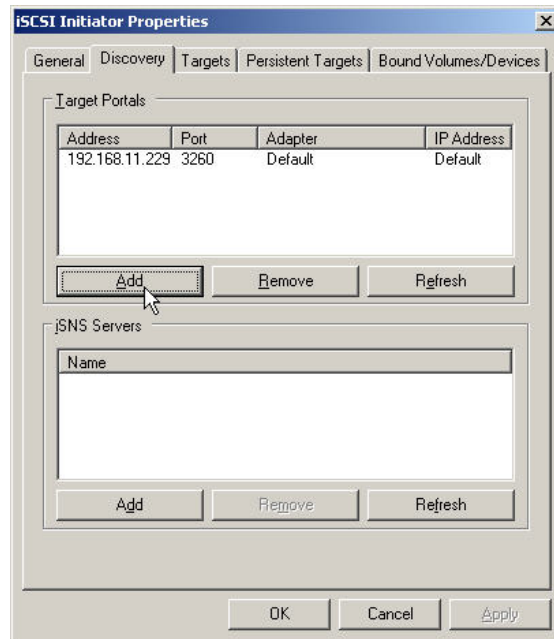 iSCSI Initiator Properties
General Discovery Targets Persistent Targets Bound Volumes/Devices
Target Portals
Address Port Adapter IP Address
192.168.11.229 3260 Default Default
Add Remove Refresh
iSNS Servers
Name
Add Remove Refresh
OK Cancel Apply